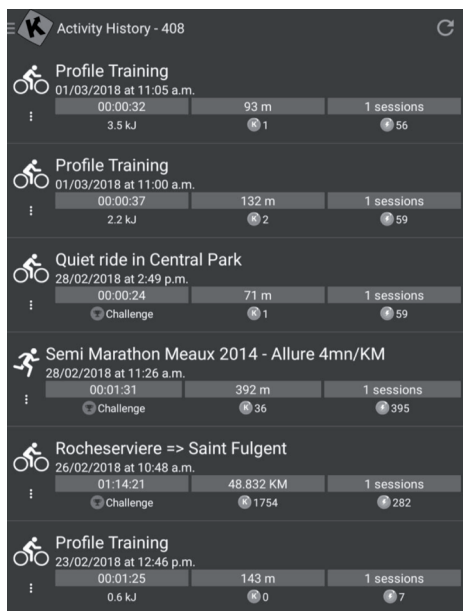 K Activity History - 408
Profile Training
01/03/2018 at 11:05 a.m.
00:00:32 93 m 1 sessions
3.5 kJ K 1 56
Profile Training
01/03/2018 at 11:00 a.m.
00:00:37 132 m 1 sessions
2.2 kJ K 2 59
Quiet ride in Central Park
28/02/2018 at 2:49 p.m.
00:00:24 71 m 1 sessions
Challenge K 1 59
Semi Marathon Meaux 2014 - Allure 4mn/KM
28/02/2018 at 11:26 a.m.
00:01:31 392 m 1 sessions
Challenge K 36 395
Rocheserviere => Saint Fulgent
26/02/2018 at 10:48 a.m.
01:14:21 48.832 KM 1 sessions
Challenge K 1754 282
Profile Training
23/02/2018 at 12:46 p.m.
00:01:25 143 m 1 sessions
0.6 kJ K 0 7